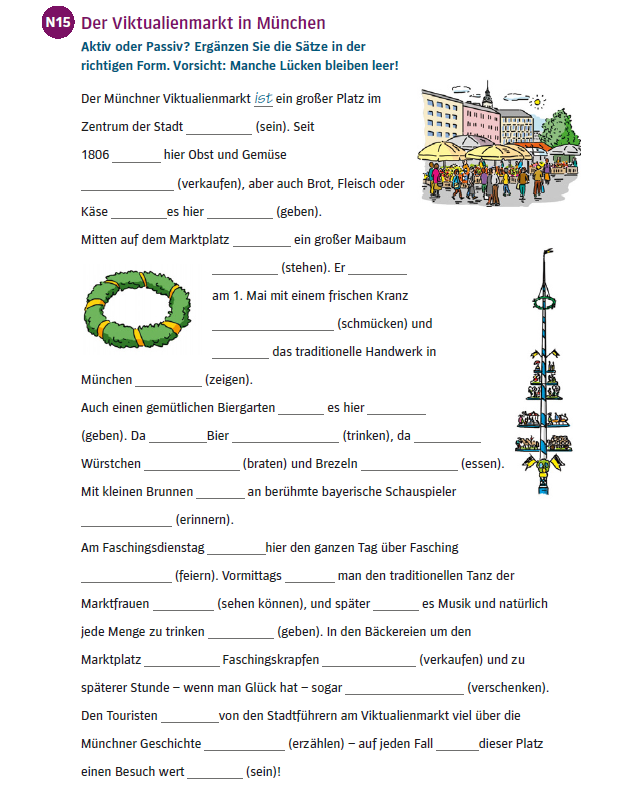 N15 Der Viktualienmarkt in München
Aktiv oder Passiv? Ergänzen Sie die Sätze in der
richtigen Form. Vorsicht: Manche Lücken bleiben leer!
Der Münchner Viktualienmarkt ist ein großer Platz im
Zentrum der Stadt __________ (sein). Seit
1806 _______ hier Obst und Gemüse
______________ (verkaufen), aber auch Brot, Fleisch oder
Käse ________es hier __________ (geben).
Mitten auf dem Marktplatz _________ ein großer Maibaum
__________ (stehen). Er _________
am 1. Mai mit einem frischen Kranz
__________________ (schmücken) und
_________ das traditionelle Handwerk in
München __________ (zeigen).
Auch einen gemütlichen Biergarten _______ es hier _________
(geben). Da _________Bier ________________ (trinken), da __________
Würstchen ______________ (braten) und Brezeln ______________ (essen).
Mit kleinen Brunnen _______ an berühmte bayerische Schauspieler
______________ (erinnern).
Am Faschingsdienstag _________hier den ganzen Tag über Fasching
______________ (feiern). Vormittags _______ man den traditionellen Tanz der
Marktfrauen _________ (sehen können), und später _______ es Musik und natürlich
jede Menge zu trinken __________ (geben). In den Bäckereien um den
Marktplatz ___________ Faschingskrapfen ______________ (verkaufen) und zu
späterer Stunde – wenn man Glück hat – sogar __________________ (verschenken).
Den Touristen _________von den Stadtführern am Viktualienmarkt viel über die
Münchner Geschichte ____________ (erzählen) – auf jeden Fall ______dieser Platz
einen Besuch wert ________ (sein)!